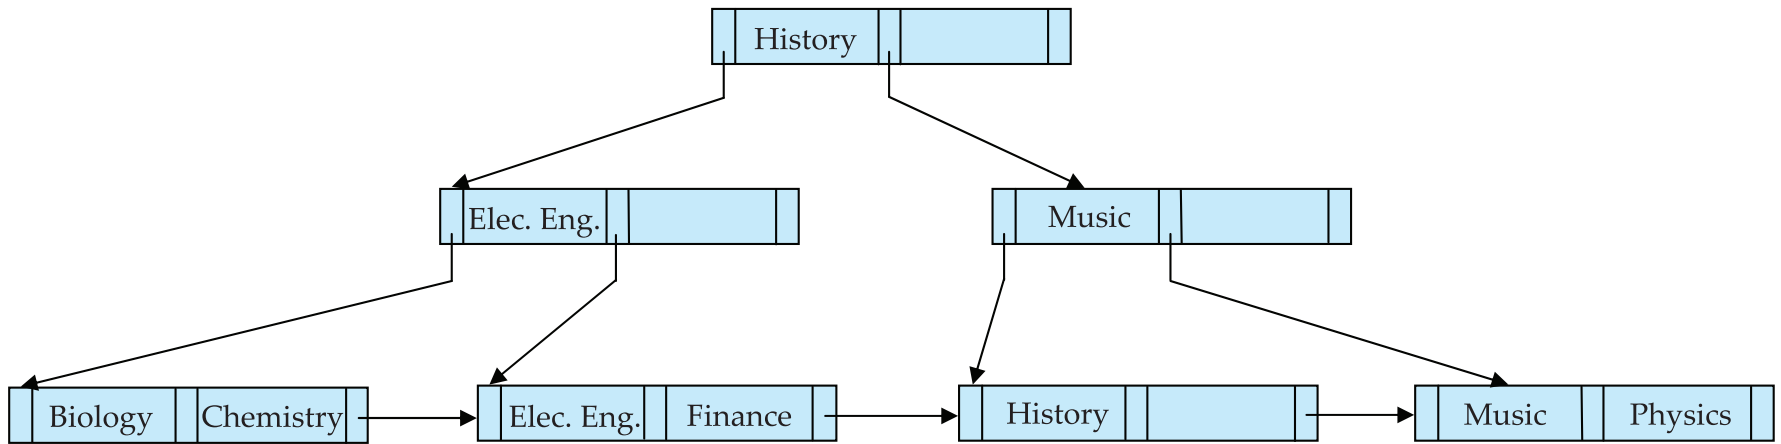 History
Elec. Eng.
Music
Biology Chemistry
Elec. Eng. Finance
History
Music Physics